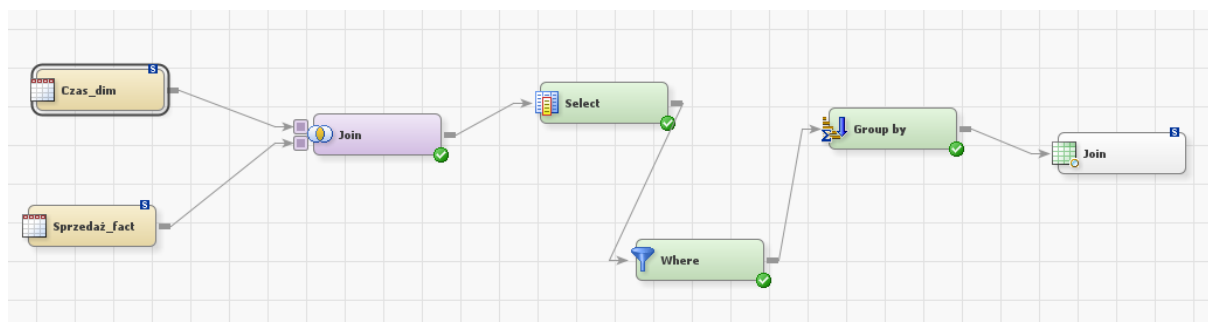 Czas_dim
Sprzedaż_fact
Join
Select
Where
Group by
Join
S
S
S